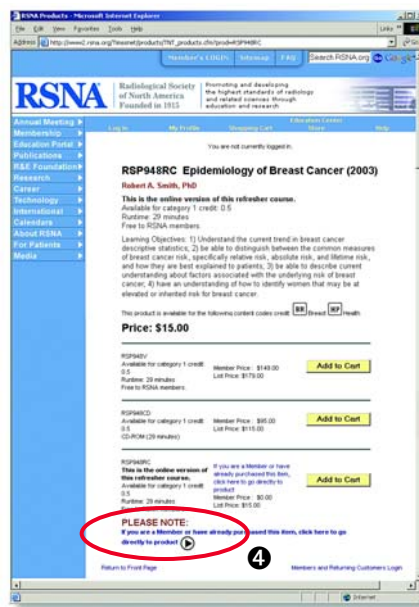 RSNA Products - Microsoft Internet Explorer
File Edit View Favorites Tools Help
Links
Address
Member's LOGIN Sitemap FAQ Search RSNA.org
RSNA
Radiological Society
of North America
Founded in 1915
Promoting and developing
the highest standards of radiology
and related sciences through
education and research
Annual Meeting
Membership
Education Portal
Publications
R&E Foundation
Research
Career
Technology
International
Calendars
About RSNA
For Patients
Media
Education Center
Log In My Profile Shopping Cart Store Help
You are not currently logged in.
RSP948RC Epidemiology of Breast Cancer (2003)
Robert A. Smith, PhD
This is the online version of this refresher course.
Available for category 1 credit: 0.5
Runtime: 29 minutes
Free to RSNA members
Learning Objectives: 1) Understand the current trend in breast cancer
descriptive statistics; 2) be able to distinguish between the common measures
of breast cancer risk, specifically relative risk, absolute risk, and lifetime risk,
and how they are best explained to patients; 3) be able to describe current
understanding about factors associated with the underlying risk of breast
cancer; 4) have an understanding of how to identify women that may be at
elevated or inherited risk for breast cancer.
This product is available for the following content codes credit: BR Breast HP Health
Price: $15.00
RSP948V
Available for category 1 credit:
0.5
Runtime: 29 minutes
Free to RSNA members
Member Price : $149.00
List Price: $179.00
Add to Cart
RSP948CD
Available for category 1 credit:
0.5
CD-ROM (29 minutes)
Member Price : $85.00
List Price: $115.00
Add to Cart
RSP948RC
This is the online version of
this refresher course.
Available for category 1 credit:
0.5
Runtime: 29 minutes
If you are a Member or have
already purchased this item,
click here to go directly to
product
Member Price : $0.00
List Price: $15.00
Add to Cart
PLEASE NOTE:
If you are a Member or have already purchased this item, click here to go
directly to product
4
Return to Front Page
Members and Returning Customers Login
Internet